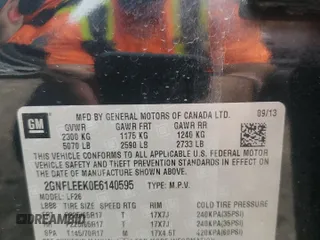 GM
MFD BY GENERAL MOTORS OF CANADA LTD. 09/13
GVWR GAWR FRT GAWR RR
2300 KG 1175 KG 1240 KG
5070 LB 2590 LB 2733 LB
THIS VEHICLE CONFORMS TO ALL APPLICABLE U.S. FEDERAL MOTOR
VEHICLE SAFETY AND THEFT PREVENTION STANDARDS IN EFFECT ON THE
DATE OF MANUFACTURE SHOWN ABOVE.
2GNFLEEK0E6140595 TYPE: M.P.V.
MODEL: LF26
TIRE SIZE SPEED RTG RIM COLD TIRE PRESSURE
T 17X7J 240KPA(35PSI)
T 17X7J 240KPA(35PSI)
SPA T145/70R17 M 17X4.5T 420KPA(60PSI)